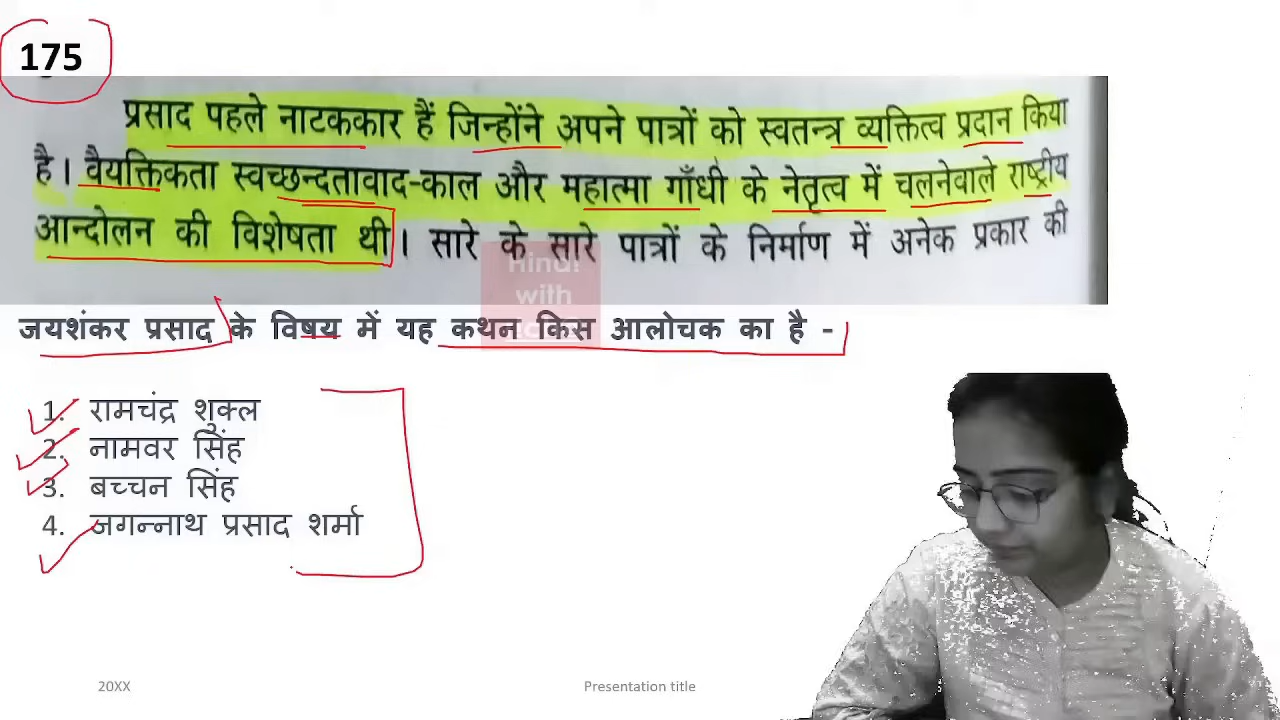 175
प्रसाद पहले नाटककार हैं जिन्होंने अपने पात्रों को स्वतन्त्र व्यक्तित्व प्रदान किया
है। वैयक्तिकता स्वच्छन्दतावाद-काल और महात्मा गाँधी के नेतृत्व में चलनेवाले राष्ट्रीय
आन्दोलन की विशेषता थी। सारे के सारे पात्रों के निर्माण में अनेक प्रकार की
Hindi
with
जयशंकर प्रसाद के विषय में यह कथन किस आलोचक का है -
1. रामचंद्र शुक्ल
2. नामवर सिंह
3. बच्चन सिंह
4. जगन्नाथ प्रसाद शर्मा
20XX
Presentation title